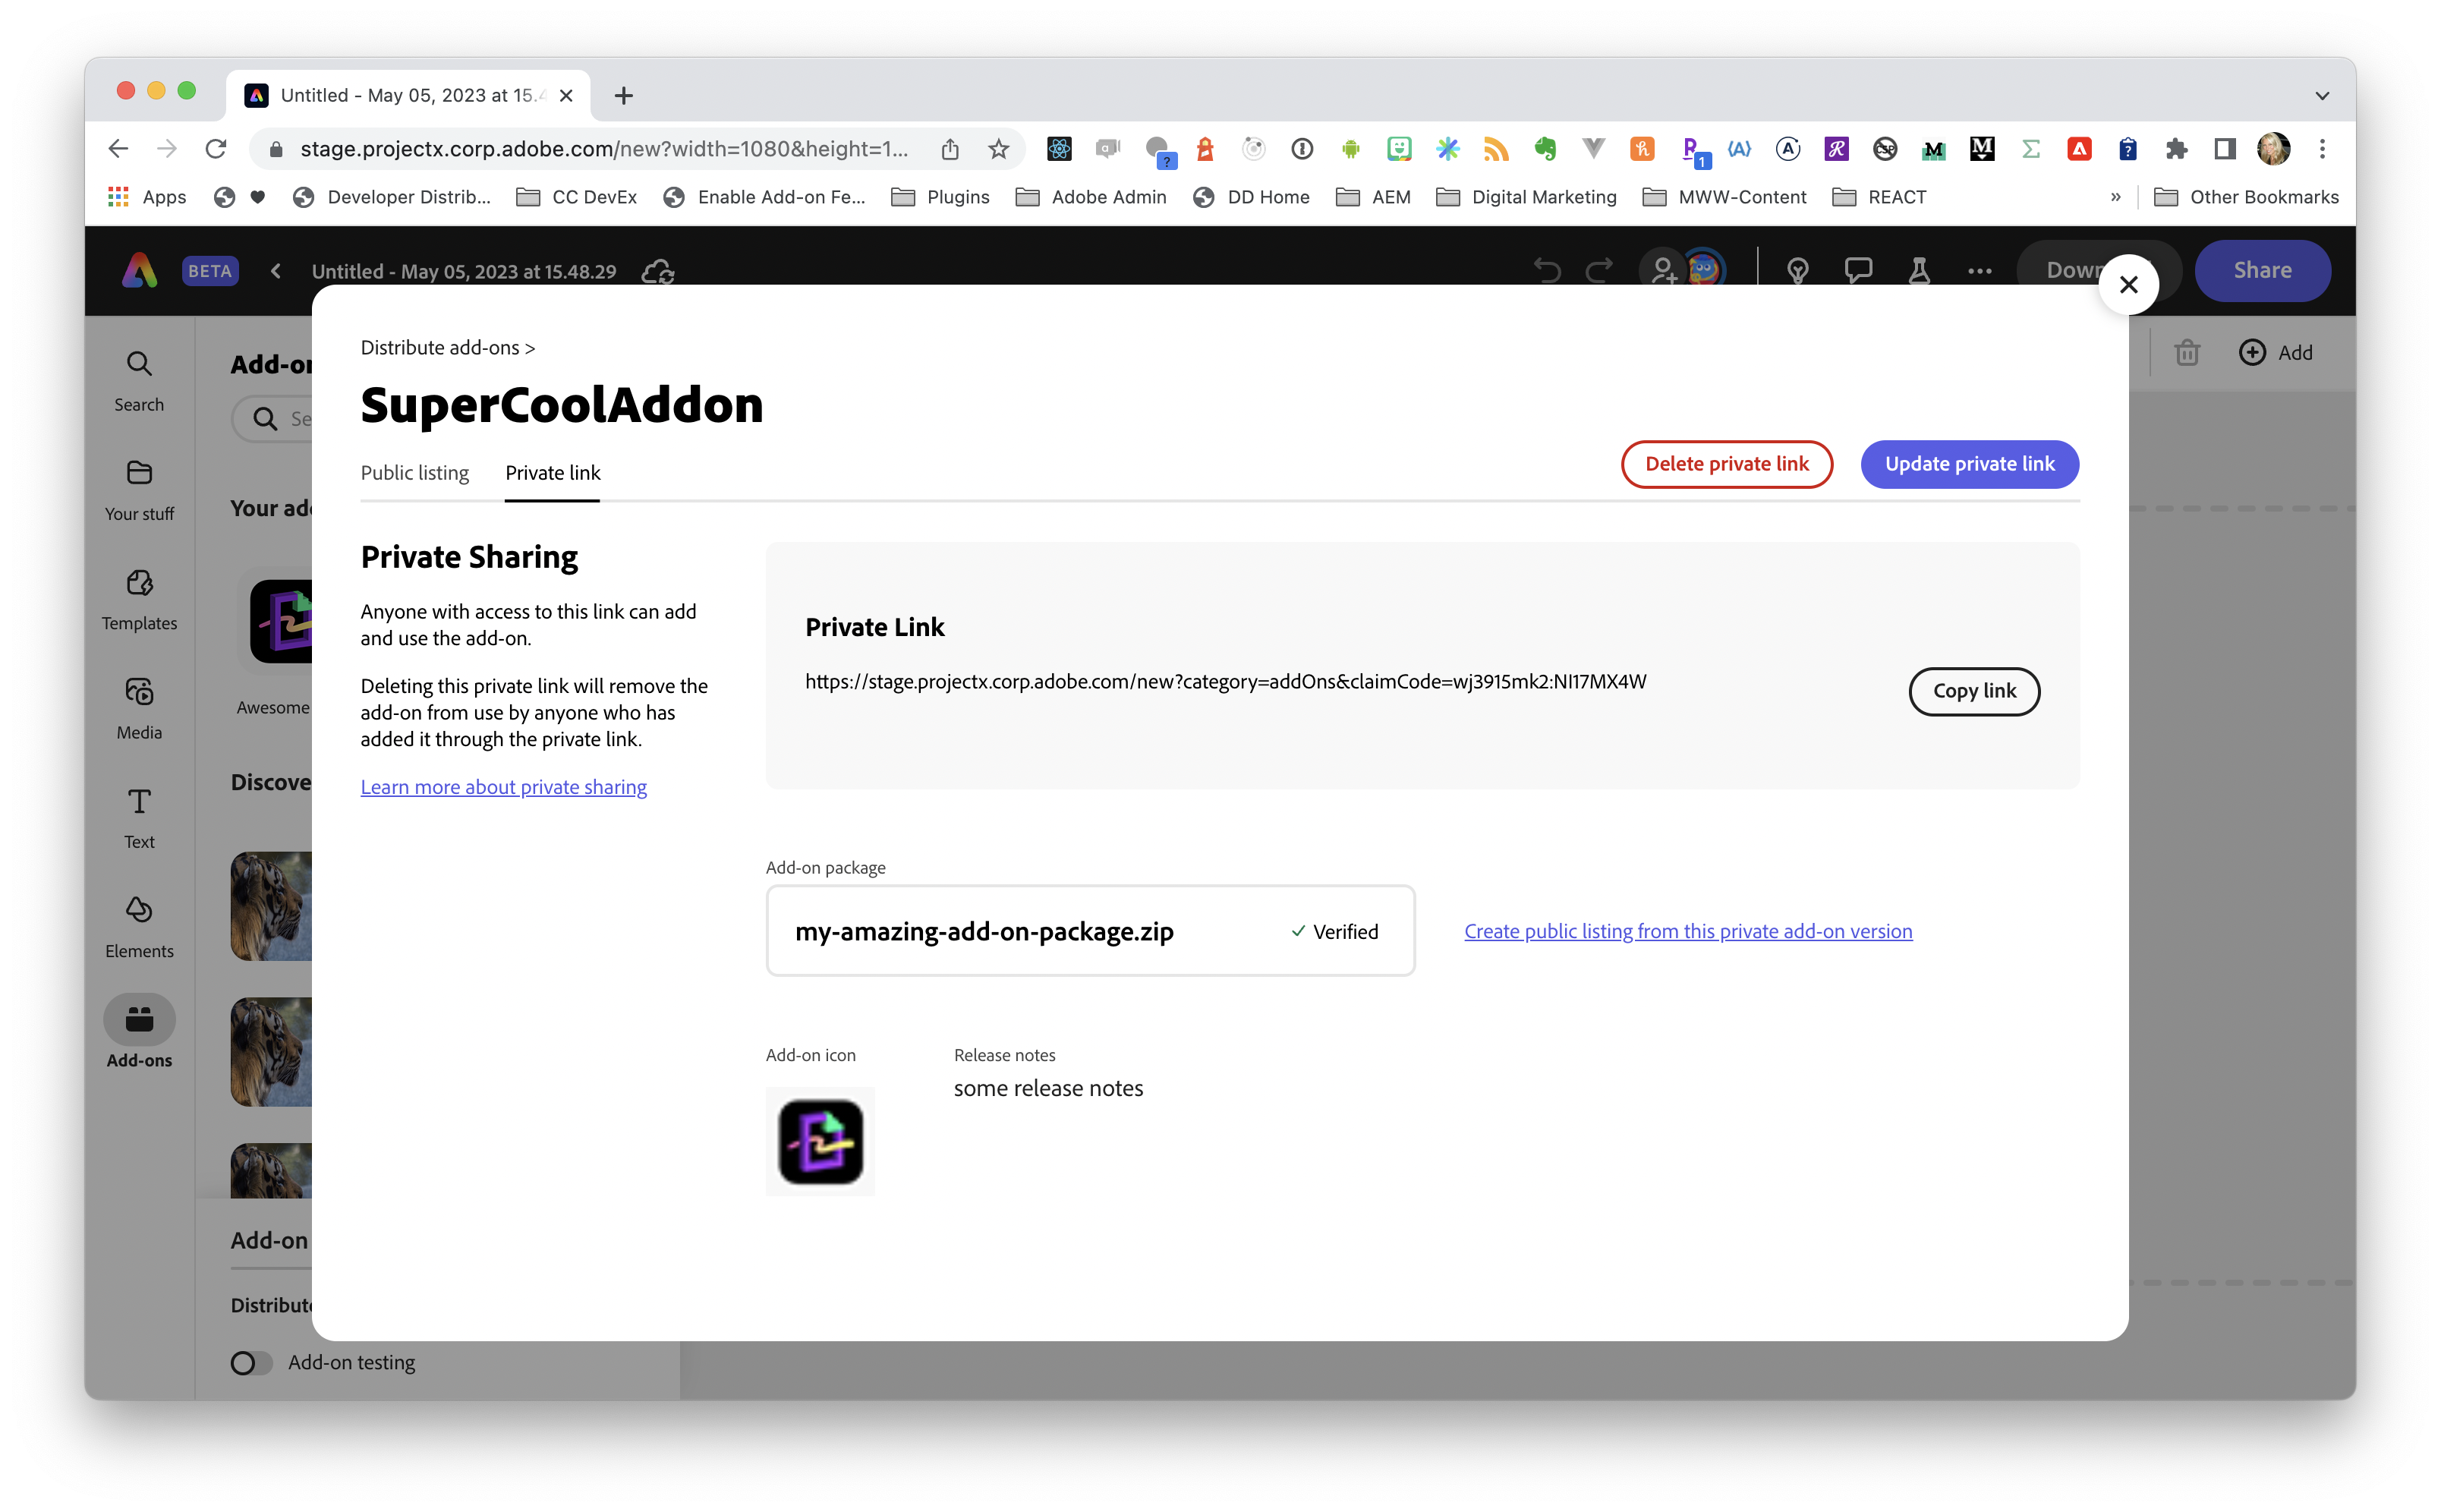 Untitled - May 05, 2023 at 15.4
stage.projectx.corp.adobe.com/new?width=1080&height=1...
Apps
Developer Distrib...
CC DevEx
Enable Add-on Fe...
Plugins
Adobe Admin
DD Home
AEM
Digital Marketing
MWW-Content
REACT
»
Other Bookmarks
BETA
Untitled - May 05, 2023 at 15.48.29
Share
Search
Your stuff
Templates
Media
Text
Elements
Add-ons
Awesome
Add-on
Add-on testing
Add
Distribute add-ons >
SuperCoolAddon
Public listing
Private link
Delete private link
Update private link
Private Sharing
Anyone with access to this link can add
and use the add-on.
Deleting this private link will remove the
add-on from use by anyone who has
added it through the private link.
Learn more about private sharing
Private Link
https://stage.projectx.corp.adobe.com/new?category=addOns&claimCode=wj3915mk2:NI17MX4W
Copy link
Add-on package
my-amazing-add-on-package.zip
Verified
Create public listing from this private add-on version
Add-on icon
Release notes
some release notes